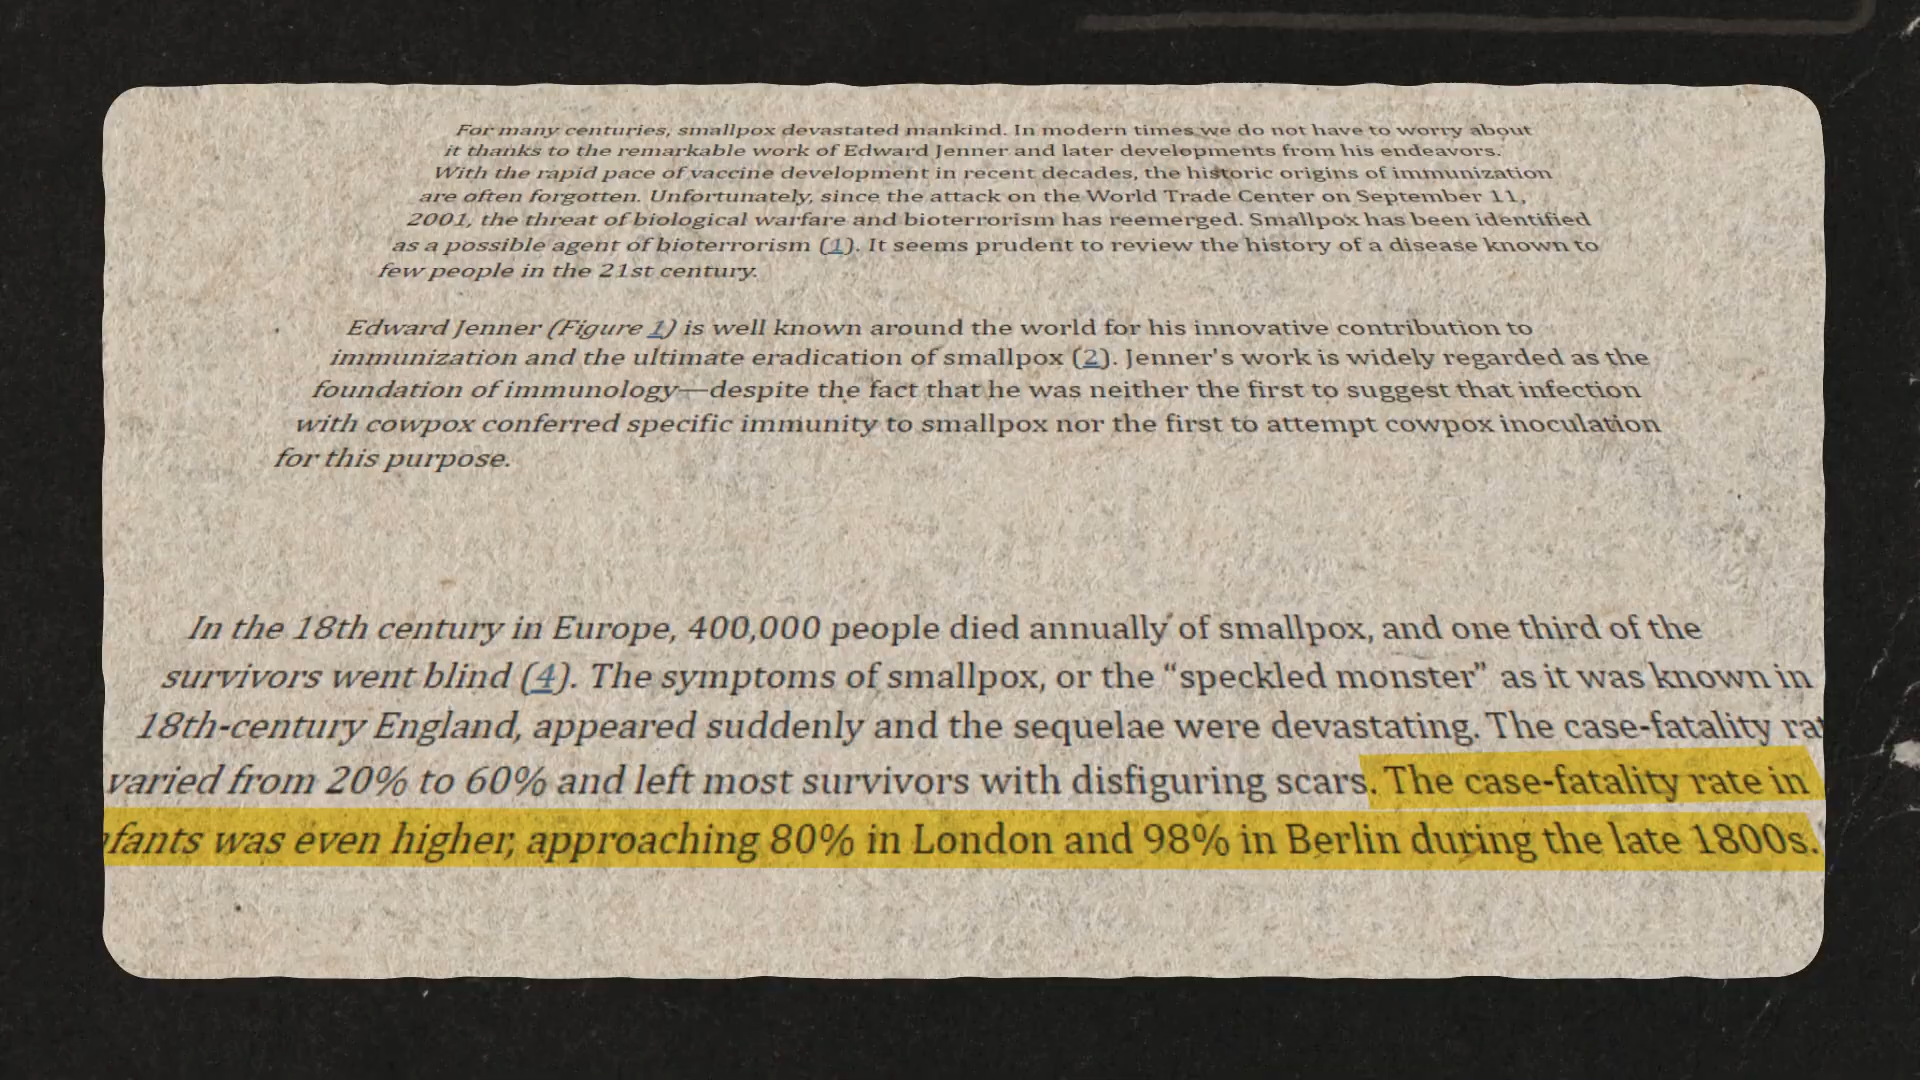 For many centuries, smallpox devastated mankind. In modern times we do not have to worry about
it thanks to the remarkable work of Edward Jenner and later developments from his endeavors.
With the rapid pace of vaccine development in recent decades, the historic origins of immunization
are often forgotten. Unfortunately, since the attack on the World Trade Center on September 11,
2001, the threat of biological warfare and bioterrorism has reemerged. Smallpox has been identified
as a possible agent of bioterrorism (1). It seems prudent to review the history of a disease known to
few people in the 21st century.
Edward Jenner (Figure 1) is well known around the world for his innovative contribution to
immunization and the ultimate eradication of smallpox (2). Jenner's work is widely regarded as the
foundation of immunology—despite the fact that he was neither the first to suggest that infection
with cowpox conferred specific immunity to smallpox nor the first to attempt cowpox inoculation
for this purpose.
In the 18th century in Europe, 400,000 people died annually of smallpox, and one third of the
survivors went blind (4). The symptoms of smallpox, or the “speckled monster” as it was known in
18th-century England, appeared suddenly and the sequelae were devastating. The case-fatality rat
varied from 20% to 60% and left most survivors with disfiguring scars. The case-fatality rate in
nfants was even higher, approaching 80% in London and 98% in Berlin during the late 1800s.